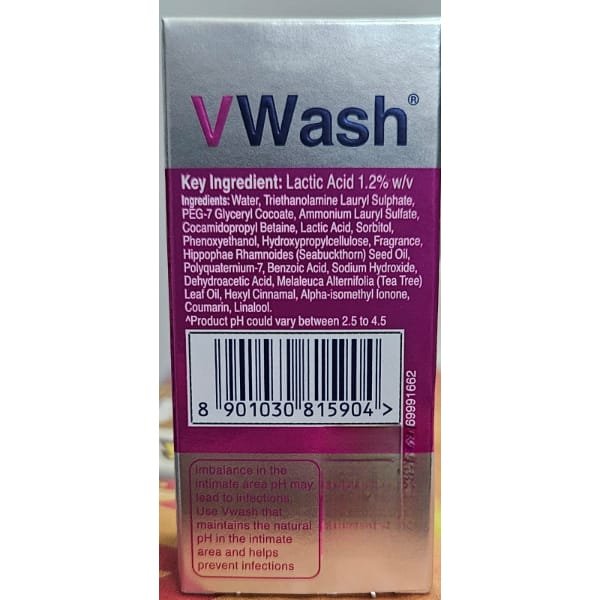 VWash®
Key Ingredient: Lactic Acid 1.2% w/v
Ingredients: Water, Triethanolamine Lauryl Sulphate,
PEG-7 Glyceryl Cocoate, Ammonium Lauryl Sulfate,
Cocamidopropyl Betaine, Lactic Acid, Sorbitol,
Phenoxyethanol, Hydroxypropylcellulose, Fragrance,
Hippophae Rhamnoides (Seabuckthorn) Seed Oil,
Polyquaternium-7, Benzoic Acid, Sodium Hydroxide,
Dehydroacetic Acid, Melaleuca Alternifolia (Tea Tree)
Leaf Oil, Hexyl Cinnamal, Alpha-isomethyl Ionone,
Coumarin, Linalool.
^Product pH could vary between 2.5 to 4.5
8 901030 815904 >
69991662
imbalance in the
intimate area pH may
lead to infections.
Use Vwash that
maintains the natural
pH in the intimate
area and helps
prevent infections